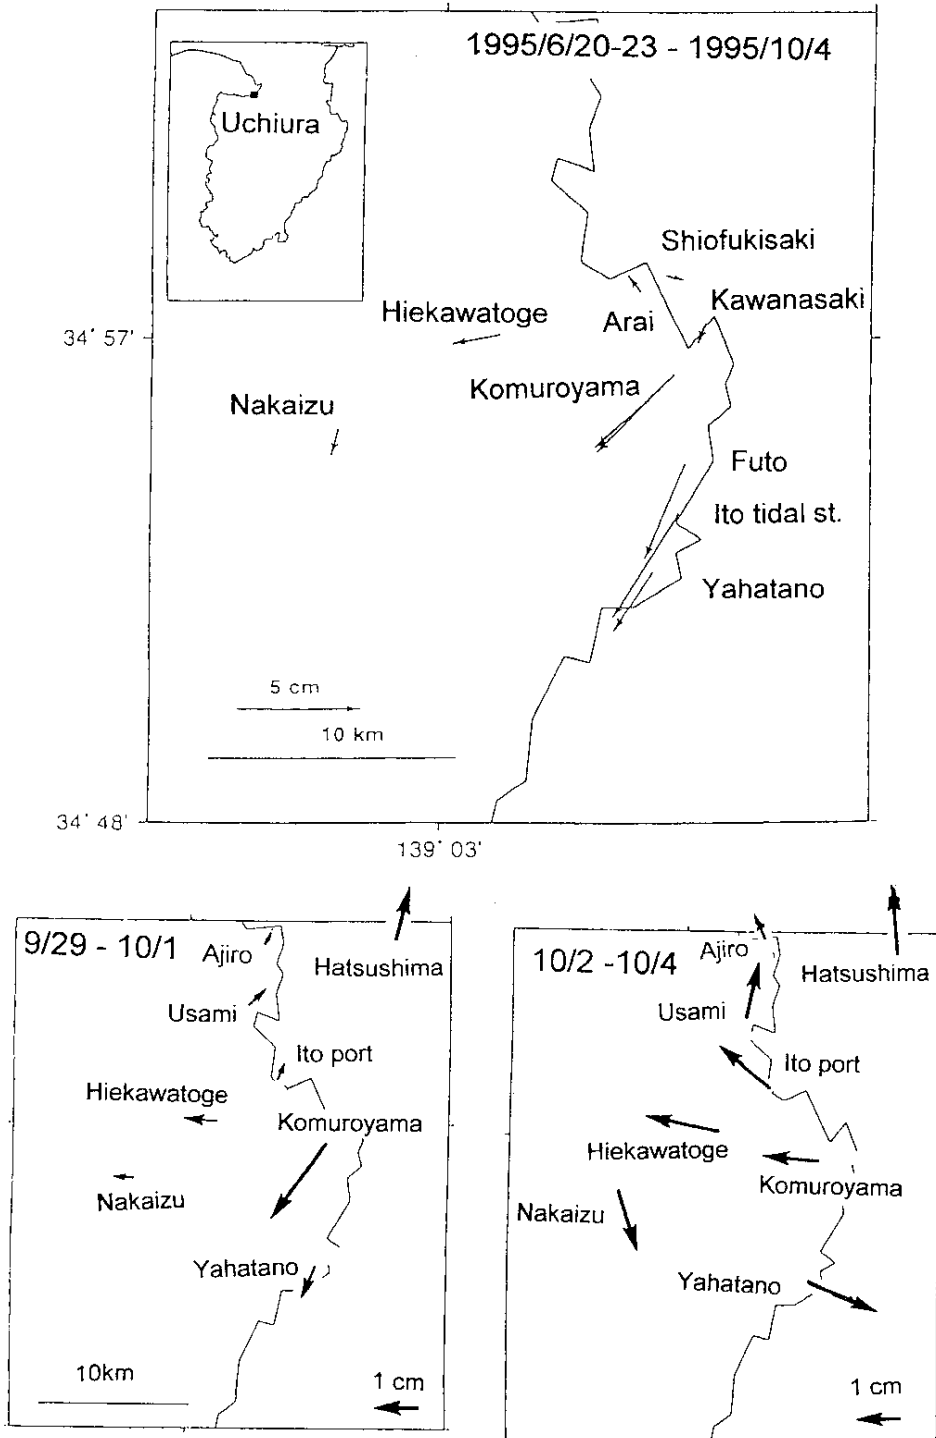 1995/6/20-23 - 1995/10/4
Uchiura
Shiofukisaki
Kawanasaki
Hiekawatoge
Arai
34° 57'
Komuroyama
Nakaizu
Futo
Ito tidal st.
Yahatano
5 cm
10 km
34° 48'
139° 03'
9/29 - 10/1
Ajiro
Hatsushima
Usami
Ito port
Hiekawatoge
Komuroyama
Nakaizu
Yahatano
10km
1 cm
10/2 -10/4
Ajiro
Hatsushima
Usami
Ito port
Hiekawatoge
Komuroyama
Nakaizu
Yahatano
1 cm